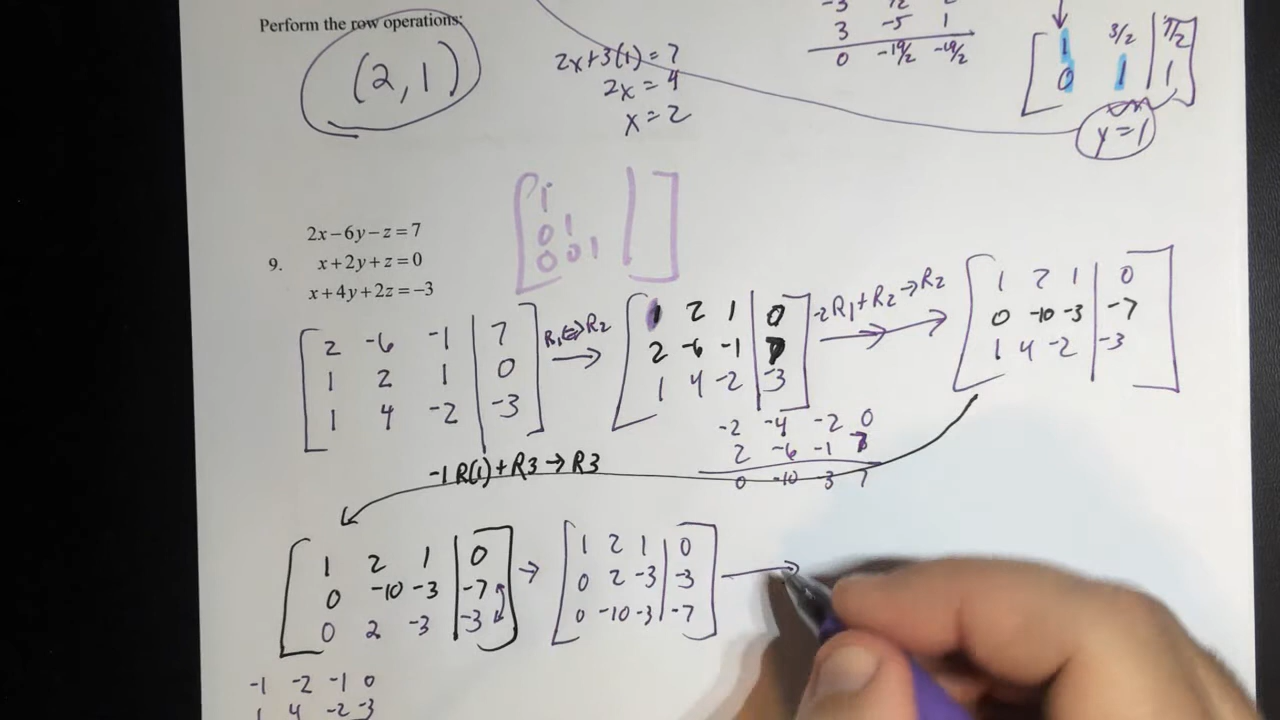 Perform the row operations:
(2, 1)
2x+3(1)=7
2x=4
x=2
3 -5 1
0 -19/2 -19/2
1 3/2 | 7/2
0 1 | 1
y=1
1
0 1
0 0 1
2x-6y-z=7
9. x+2y+z=0
x+4y+2z=-3
2 -6 -1 | 7
1 2 1 | 0
1 4 -2 | -3
R1<=>R2
1 2 1 | 0
2 -6 -1 | 7
1 4 -2 | -3
-2R1+R2→R2
1 2 1 | 0
0 -10 -3 | -7
1 4 -2 | -3
-2 -4 -2 0
2 -6 -1 7
0 -10 -3 7
-1R(1)+R3→R3
1 2 1 | 0
0 -10 -3 | -7
0 2 -3 | -3
→
1 2 1 | 0
0 2 -3 | -3
0 -10 -3 | -7
→
-1 -2 -1 0
1 4 -2 -3